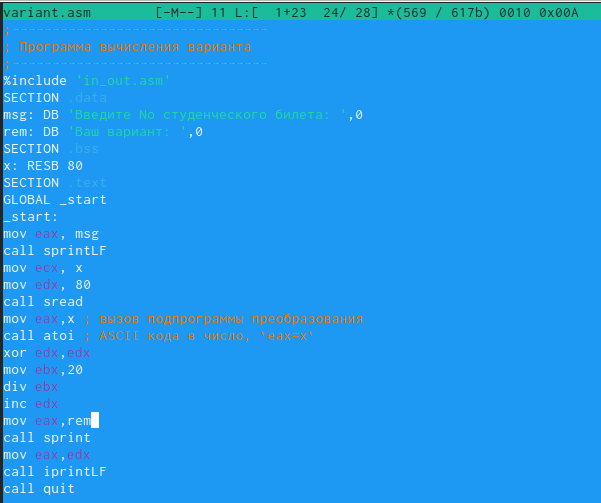 variant.asm [-M--] 11 L:[ 1+23 24/ 28] *(569 / 617b) 0010 0x00A
;--------------------------------
; Программа вычисления варианта
;--------------------------------
%include 'in_out.asm'
SECTION .data
msg: DB 'Введите No студенческого билета: ',0
rem: DB 'Ваш вариант: ',0
SECTION .bss
x: RESB 80
SECTION .text
GLOBAL _start
_start:
mov eax, msg
call sprintLF
mov ecx, x
mov edx, 80
call sread
mov eax,x ; вызов подпрограммы преобразования
call atoi ; ASCII кода в число, `eax=x`
xor edx,edx
mov ebx,20
div ebx
inc edx
mov eax,rem
call sprint
mov eax,edx
call iprintLF
call quit